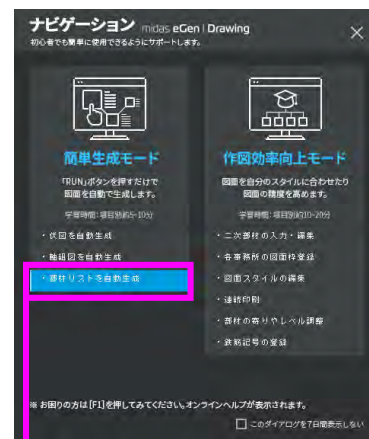 ナビゲーション midas eGen | Drawing
初心者でも簡単に使用できるようにサポートします。
簡単生成モード
「RUN」ボタンを押すだけで
図面を自動で生成します。
学習時間：項目別約5-10分
・伏図を自動生成
・軸組図を自動生成
・部材リストを自動生成
作図効率向上モード
図面を自分のスタイルに合わせたり
図面の精度を高めます。
学習時間：項目別約10-20分
・二次部材の入力・編集
・各事務所の図面枠登録
・図面スタイルの編集
・連続印刷
・部材の寄りやレベル調整
・鉄筋記号の登録
※ お困りの方は[F1]を押してみてください。オンラインヘルプが表示されます。
このダイアログを7日間表示しない